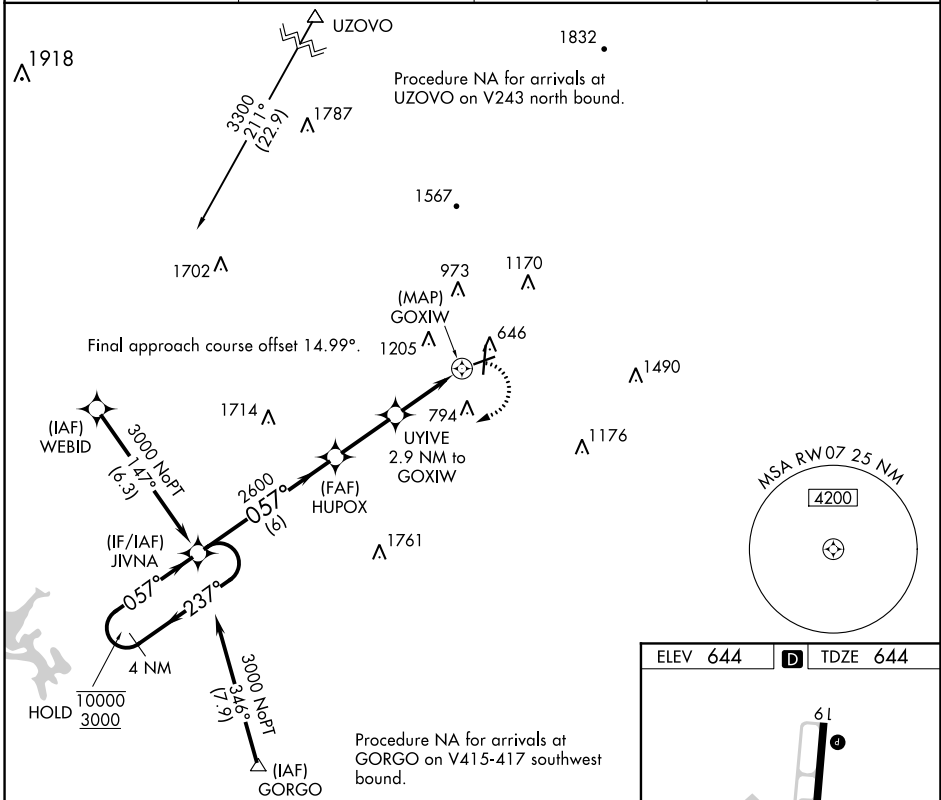 UZOVO
1832
1918
Procedure NA for arrivals at
UZOVO on V243 north bound.
3300
211°
(22.9)
1787
1567
1702
973
1170
(MAP)
GOXIW
646
Final approach course offset 14.99°.
1205
1490
(IAF)
WEBID
1714
794
UYIVE
2.9 NM to
GOXIW
1176
3000 NoPT
147°
(6.3)
2600
057°
(6)
(FAF)
HUPOX
MSA RW07 25 NM
4200
(IF/IAF)
JIVNA
1761
057°
237°
4 NM
HOLD
10000
3000
3000 NoPT
346°
(7.9)
(IAF)
GORGO
Procedure NA for arrivals at
GORGO on V415-417 southwest
bound.
ELEV 644 D TDZE 644
19
P